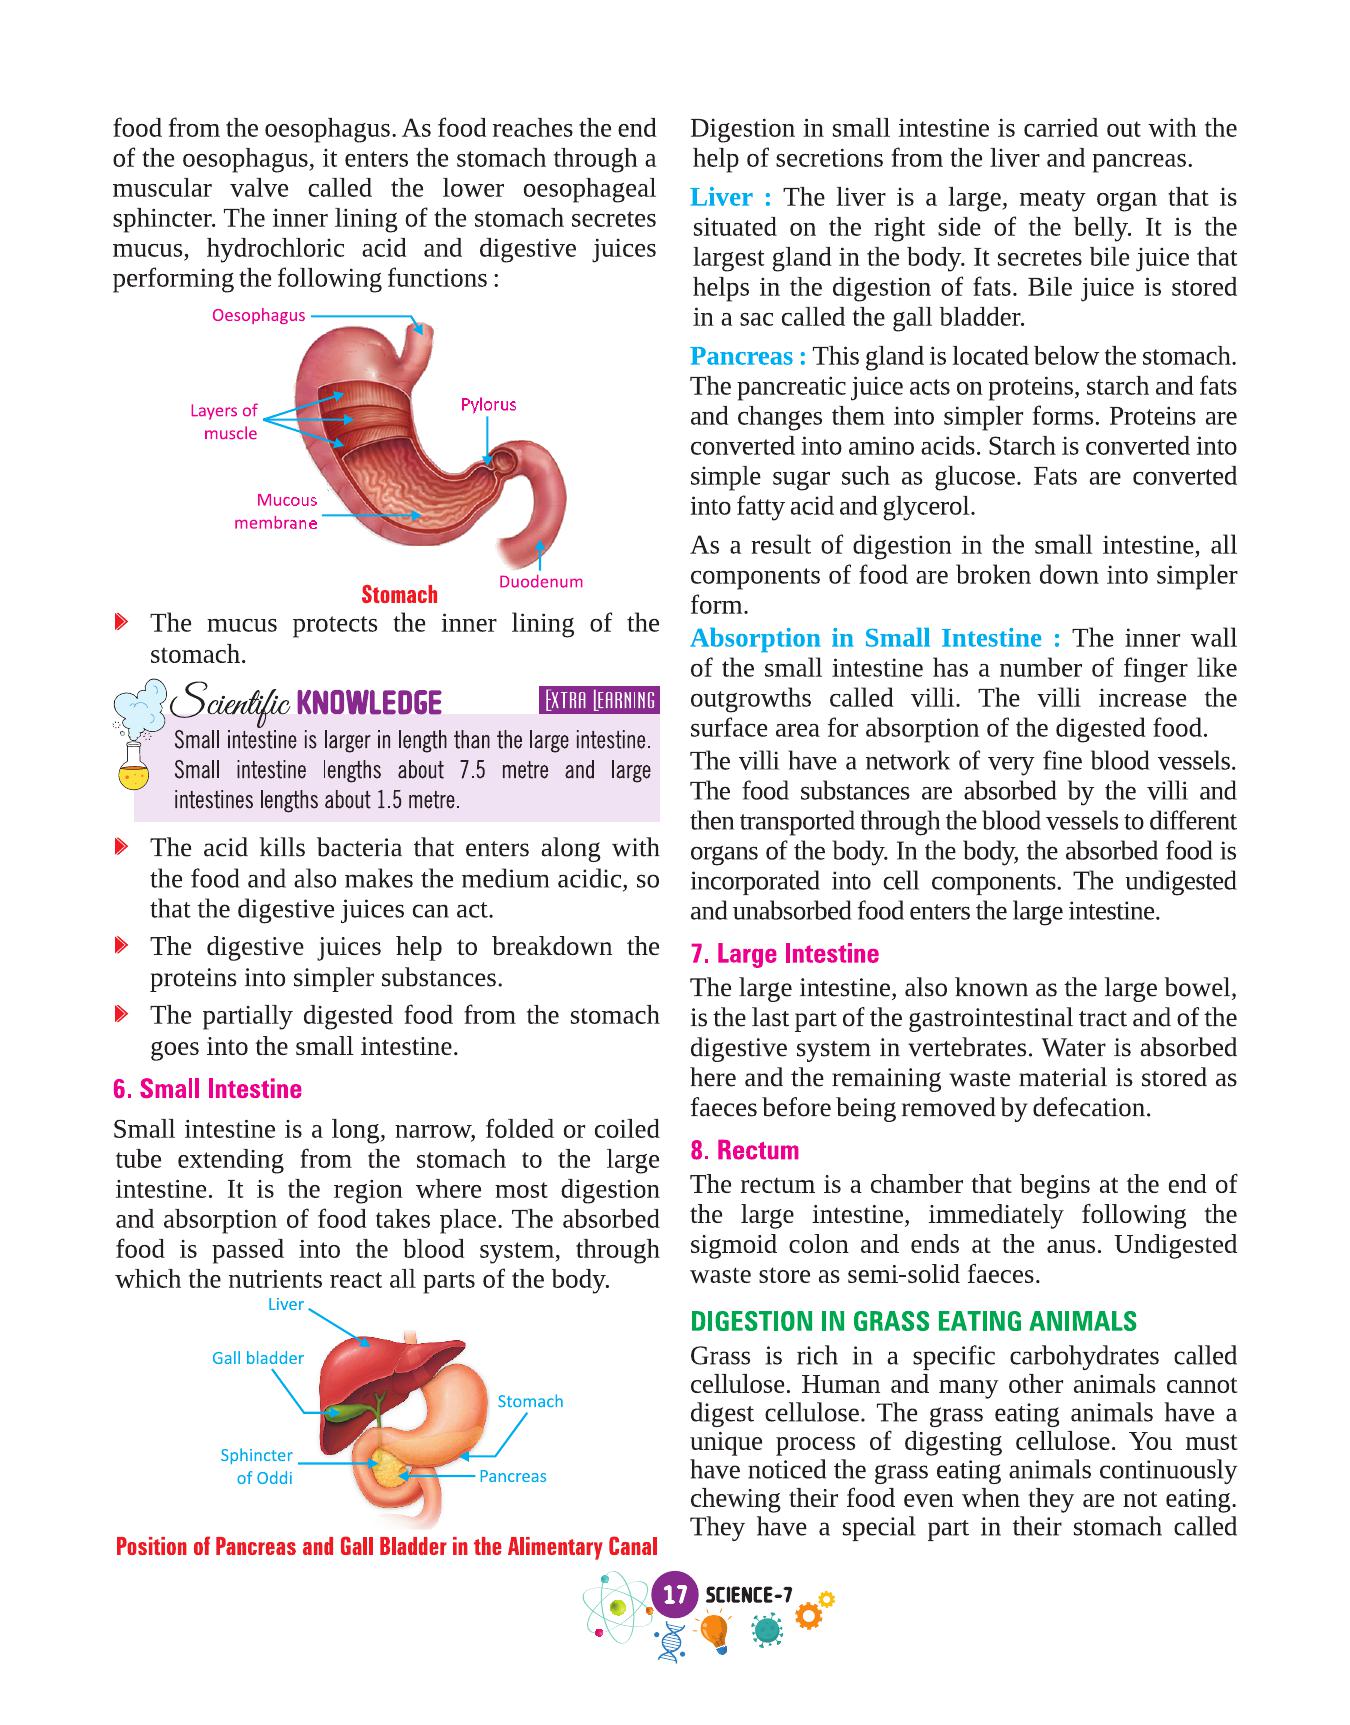 food from the oesophagus. As food reaches the end
of the oesophagus, it enters the stomach through a
muscular valve called the lower oesophageal
sphincter. The inner lining of the stomach secretes
mucus, hydrochloric acid and digestive juices
performing the following functions :
Oesophagus
Layers of
muscle
Pylorus
Mucous
membrane
Duodenum
Stomach
The mucus protects the inner lining of the
stomach.
Scientific KNOWLEDGE
EXTRA LEARNING
Small intestine is larger in length than the large intestine.
Small intestine lengths about 7.5 metre and large
intestines lengths about 1.5 metre.
The acid kills bacteria that enters along with
the food and also makes the medium acidic, so
that the digestive juices can act.
The digestive juices help to breakdown the
proteins into simpler substances.
The partially digested food from the stomach
goes into the small intestine.
6. Small Intestine
Small intestine is a long, narrow, folded or coiled
tube extending from the stomach to the large
intestine. It is the region where most digestion
and absorption of food takes place. The absorbed
food is passed into the blood system, through
which the nutrients react all parts of the body.
Liver
Gall bladder
Stomach
Sphincter
of Oddi
Pancreas
Position of Pancreas and Gall Bladder in the Alimentary Canal
Digestion in small intestine is carried out with the
help of secretions from the liver and pancreas.
Liver : The liver is a large, meaty organ that is
situated on the right side of the belly. It is the
largest gland in the body. It secretes bile juice that
helps in the digestion of fats. Bile juice is stored
in a sac called the gall bladder.
Pancreas : This gland is located below the stomach.
The pancreatic juice acts on proteins, starch and fats
and changes them into simpler forms. Proteins are
converted into amino acids. Starch is converted into
simple sugar such as glucose. Fats are converted
into fatty acid and glycerol.
As a result of digestion in the small intestine, all
components of food are broken down into simpler
form.
Absorption in Small Intestine : The inner wall
of the small intestine has a number of finger like
outgrowths called villi. The villi increase the
surface area for absorption of the digested food.
The villi have a network of very fine blood vessels.
The food substances are absorbed by the villi and
then transported through the blood vessels to different
organs of the body. In the body, the absorbed food is
incorporated into cell components. The undigested
and unabsorbed food enters the large intestine.
7. Large Intestine
The large intestine, also known as the large bowel,
is the last part of the gastrointestinal tract and of the
digestive system in vertebrates. Water is absorbed
here and the remaining waste material is stored as
faeces before being removed by defecation.
8. Rectum
The rectum is a chamber that begins at the end of
the large intestine, immediately following the
sigmoid colon and ends at the anus. Undigested
waste store as semi-solid faeces.
DIGESTION IN GRASS EATING ANIMALS
Grass is rich in a specific carbohydrates called
cellulose. Human and many other animals cannot
digest cellulose. The grass eating animals have a
unique process of digesting cellulose. You must
have noticed the grass eating animals continuously
chewing their food even when they are not eating.
They have a special part in their stomach called
17 SCIENCE-7